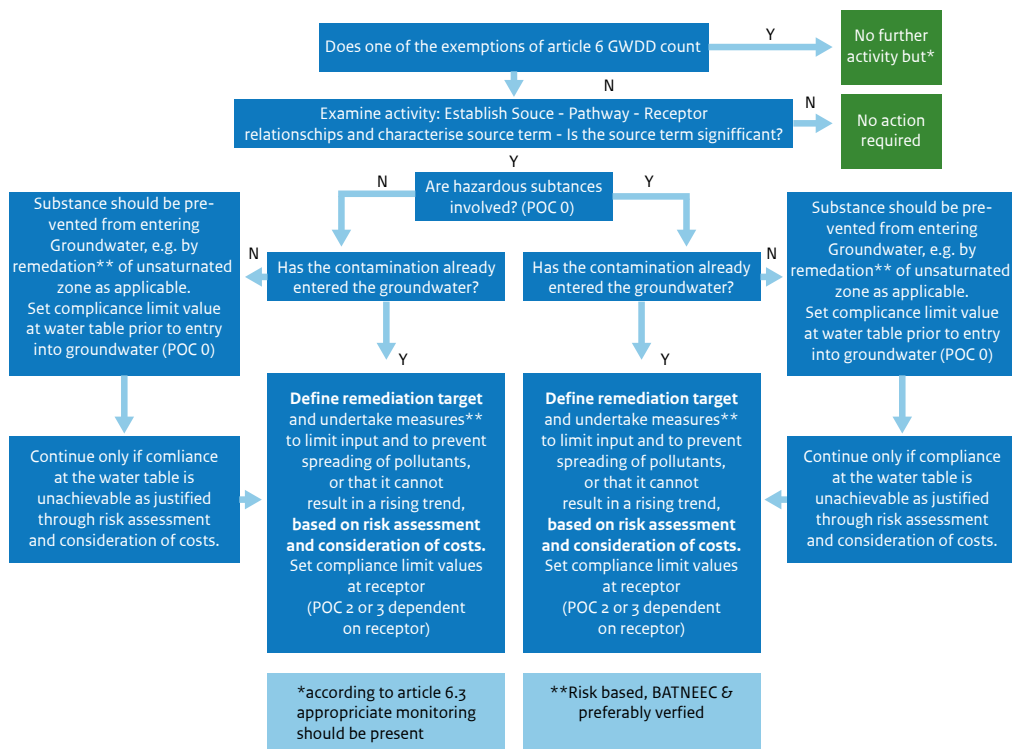 Does one of the exemptions of article 6 GWDD count
Y
No further
activity but*
N
Examine activity: Establish Souce - Pathway - Receptor
relationschips and characterise source term - Is the source term signifficant?
N
No action
required
Y
N
Are hazardous subtances
involved? (POC 0)
Y
Substance should be pre-
vented from entering
Groundwater, e.g. by
remedation** of unsaturnated
zone as applicable.
Set complicance limit value
at water table prior to entry
into groundwater (POC 0)
N
Has the contamination already
entered the groundwater?
Has the contamination already
entered the groundwater?
N
Substance should be pre-
vented from entering
Groundwater, e.g. by
remedation** of unsaturnated
zone as applicable.
Set complicance limit value
at water table prior to entry
into groundwater (POC 0)
Y
Y
Continue only if comliance
at the water table is
unachievable as justified
through risk assessment
and consideration of costs.
Define remediation target
and undertake measures**
to limit input and to prevent
spreading of pollutants,
or that it cannot
result in a rising trend,
based on risk assessment
and consideration of costs.
Set compliance limit values
at receptor
(POC 2 or 3 dependent
on receptor)
Define remediation target
and undertake measures**
to limit input and to prevent
spreading of pollutants,
or that it cannot
result in a rising trend,
based on risk assessment
and consideration of costs.
Set compliance limit values
at receptor
(POC 2 or 3 dependent
on receptor)
Continue only if compliance
at the water table is
unachievable as justified
through risk assessment
and consideration of costs.
*according to article 6.3
appropriciate monitoring
should be present
**Risk based, BATNEEC &
preferably verfied